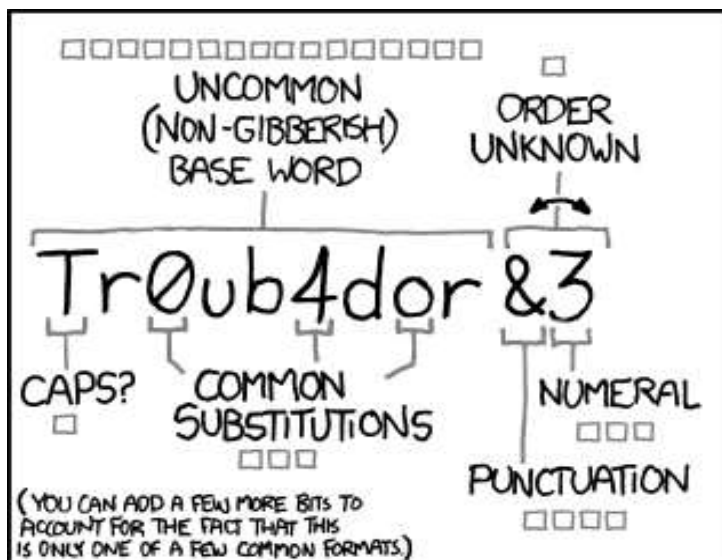 UNCOMMON
(NON-GIBBERISH)
BASE WORD
ORDER
UNKNOWN
Tr0ub4dor &3
CAPS?
COMMON
SUBSTITUTIONS
NUMERAL
PUNCTUATION
(YOU CAN ADD A FEW MORE BITS TO
ACCOUNT FOR THE FACT THAT THIS
IS ONLY ONE OF A FEW COMMON FORMATS.)